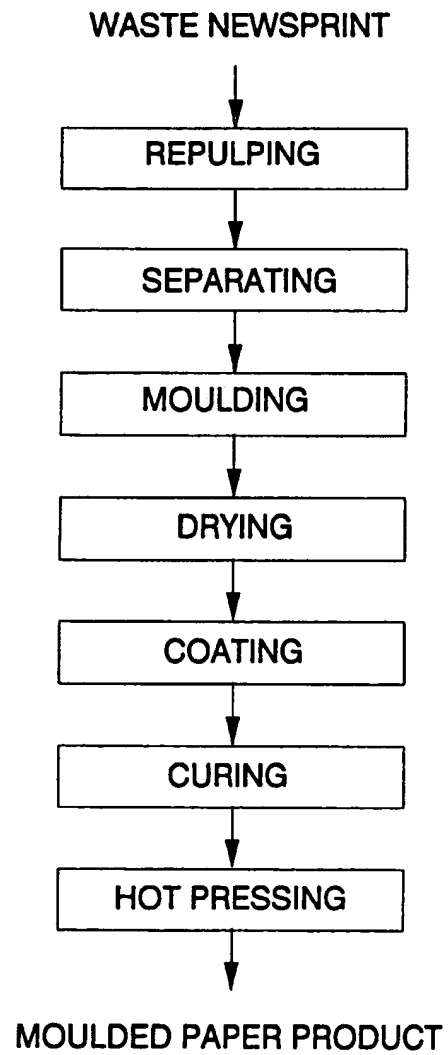 WASTE NEWSPRINT
REPULPING
SEPARATING
MOULDING
DRYING
COATING
CURING
HOT PRESSING
MOULDED PAPER PRODUCT